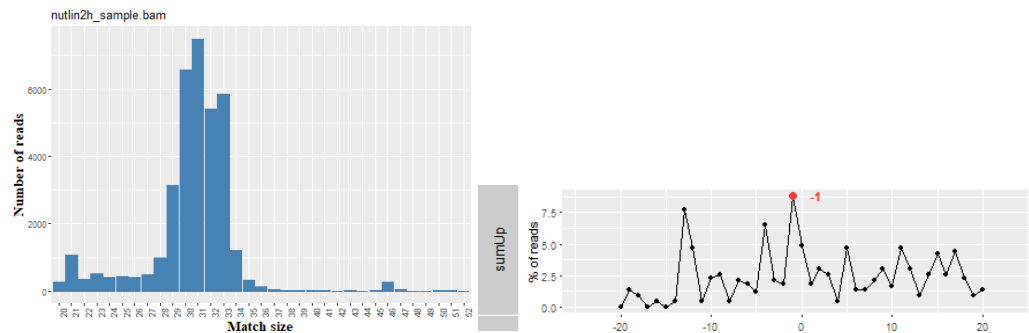 nutlin2h_sample.bam
Number of reads
6000
4000
2000
0
20 21 22 23 24 25 26 27 28 29 30 31 32 33 34 35 36 37 38 39 40 41 42 43 44 45 46 47 48 49 50 51 52
Match size
sumUp
% of reads
7.5
5.0
2.5
0.0
-1
-20 -10 0 10 20